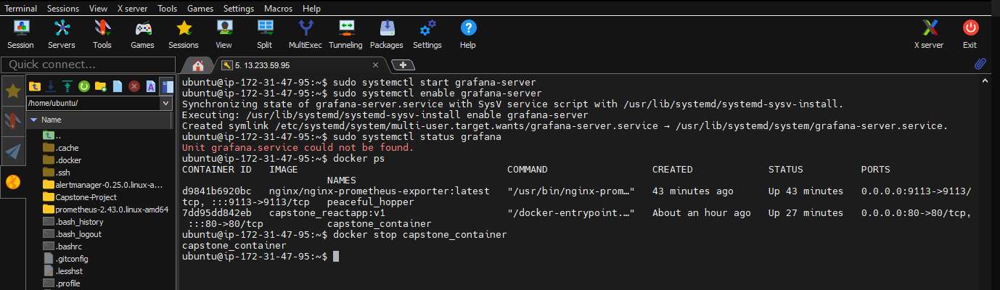 Terminal Sessions View X server Tools Games Settings Macros Help
Session Servers Tools Games Sessions View Split MultiExec Tunneling Packages Settings Help X server Exit
Quick connect...
5. 13.233.59.95
/home/ubuntu/
Name
..
.cache
.docker
.ssh
alertmanager-0.25.0.linux-a...
Capstone-Project
prometheus-2.43.0.linux-amd64
.bash_history
.bash_logout
.bashrc
.gitconfig
.lesshst
.profile
ubuntu@ip-172-31-47-95:~$ sudo systemctl start grafana-server
ubuntu@ip-172-31-47-95:~$ sudo systemctl enable grafana-server
Synchronizing state of grafana-server.service with SysV service script with /usr/lib/systemd/systemd-sysv-install.
Executing: /usr/lib/systemd/systemd-sysv-install enable grafana-server
Created symlink /etc/systemd/system/multi-user.target.wants/grafana-server.service → /usr/lib/systemd/system/grafana-server.service.
ubuntu@ip-172-31-47-95:~$ sudo systemctl status grafana
Unit grafana.service could not be found.
ubuntu@ip-172-31-47-95:~$ docker ps
CONTAINER ID   IMAGE                                    COMMAND                  CREATED             STATUS          PORTS
NAMES
d9841b6920bc   nginx/nginx-prometheus-exporter:latest   "/usr/bin/nginx-prom…"   43 minutes ago      Up 43 minutes   0.0.0.0:9113->9113/
tcp, :::9113->9113/tcp   peaceful_hopper
7dd95dd842eb   capstone_reactapp:v1                     "/docker-entrypoint.…"   About an hour ago   Up 27 minutes   0.0.0.0:80->80/tcp,
:::80->80/tcp           capstone_container
ubuntu@ip-172-31-47-95:~$ docker stop capstone_container
capstone_container
ubuntu@ip-172-31-47-95:~$